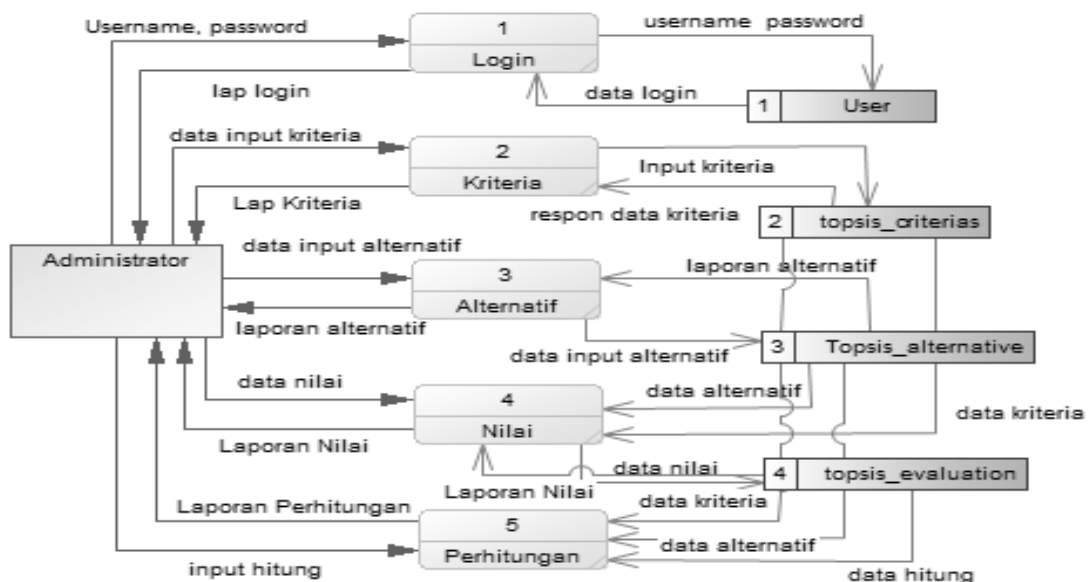 Username, password
1
Login
username password
lap login
data login
1 User
data input kriteria
2
Kriteria
Input kriteria
Lap Kriteria
respon data kriteria
2 topsis_criterias
Administrator
data input alternatif
3
Alternatif
laporan alternatif
laporan alternatif
data input alternatif
3 Topsis_alternative
data nilai
4
Nilai
data alternatif
data kriteria
Laporan Nilai
data nilai
Laporan Nilai
4 topsis_evaluation
Laporan Perhitungan
5
Perhitungan
data kriteria
data alternatif
input hitung
data hitung